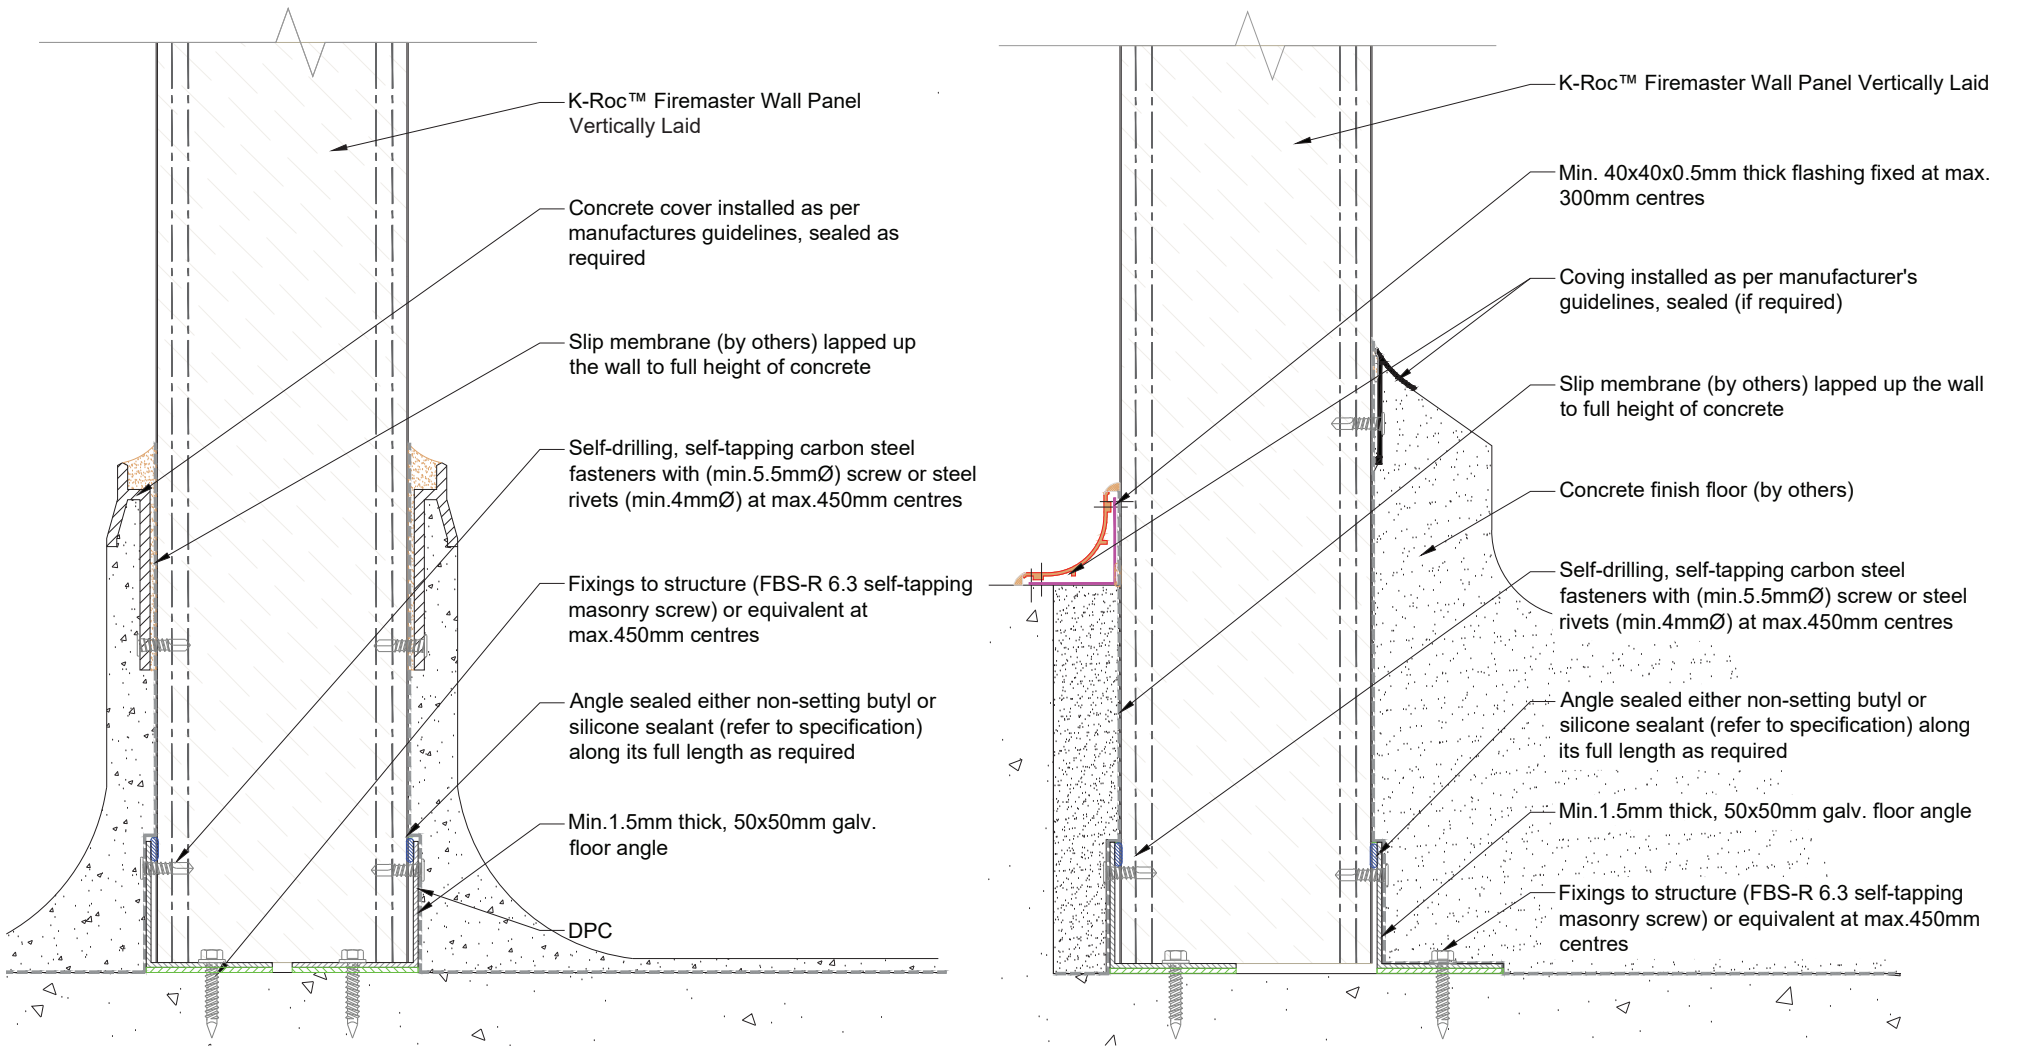 K-Roc™ Firemaster Wall Panel
Vertically Laid
Concrete cover installed as per
manufactures guidelines, sealed as
required
Slip membrane (by others) lapped up
the wall to full height of concrete
Self-drilling, self-tapping carbon steel
fasteners with (min.5.5mmØ) screw or steel
rivets (min.4mmØ) at max.450mm centres
Fixings to structure (FBS-R 6.3 self-tapping
masonry screw) or equivalent at
max.450mm centres
Angle sealed either non-setting butyl or
silicone sealant (refer to specification)
along its full length as required
Min.1.5mm thick, 50x50mm galv.
floor angle
DPC
K-Roc™ Firemaster Wall Panel Vertically Laid
Min. 40x40x0.5mm thick flashing fixed at max.
300mm centres
Coving installed as per manufacturer's
guidelines, sealed (if required)
Slip membrane (by others) lapped up the wall
to full height of concrete
Concrete finish floor (by others)
Self-drilling, self-tapping carbon steel
fasteners with (min.5.5mmØ) screw or steel
rivets (min.4mmØ) at max.450mm centres
Angle sealed either non-setting butyl or
silicone sealant (refer to specification) along
its full length as required
Min.1.5mm thick, 50x50mm galv. floor angle
Fixings to structure (FBS-R 6.3 self-tapping
masonry screw) or equivalent at max.450mm
centres